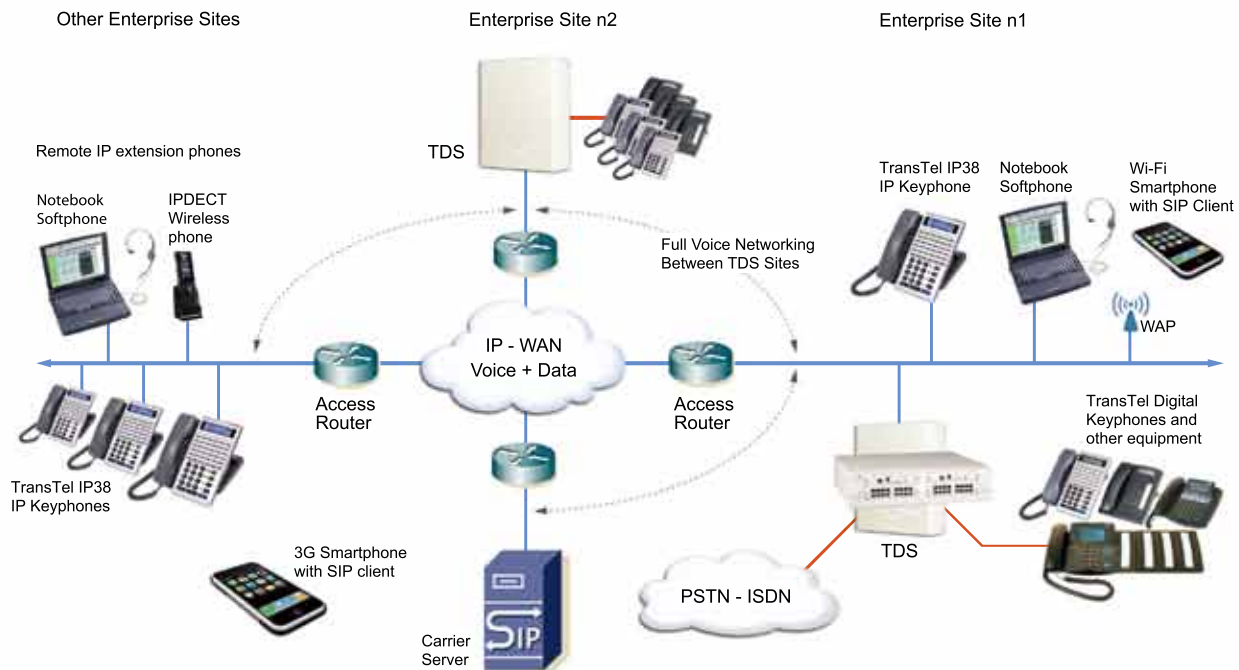 Other Enterprise Sites
Enterprise Site n2
Enterprise Site n1
TDS
Remote IP extension phones
Notebook
Softphone
IPDECT
Wireless
phone
TransTel IP38
IP Keyphone
Notebook
Softphone
Wi-Fi
Smartphone
with SIP Client
Full Voice Networking
Between TDS Sites
WAP
IP - WAN
Voice + Data
Access
Router
Access
Router
TransTel Digital
Keyphones and
other equipment
TransTel IP38
IP Keyphones
TDS
3G Smartphone
with SIP client
PSTN - ISDN
SIP
Carrier
Server